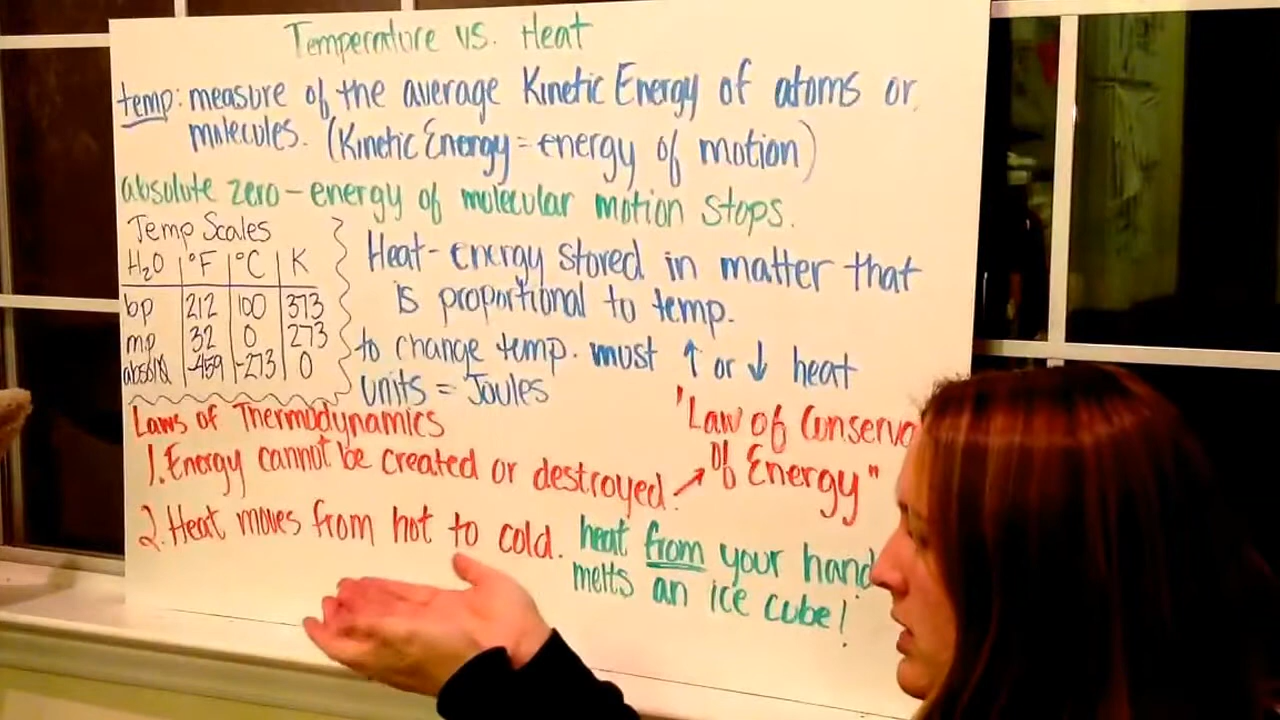 Temperature vs. Heat
temp: measure of the average Kinetic Energy of atoms or
molecules. (Kinetic Energy = energy of motion)
absolute zero - energy of molecular motion stops.
Temp Scales
H₂O °F °C K
bp 212 100 373
mp 32 0 273
-459 -273 0
Heat - energy stored in matter that
is proportional to temp.
to change temp. must ↑ or ↓ heat
units = Joules
Laws of Thermodynamics
1. Energy cannot be created or destroyed. →
"Law of
of Energy"
2. Heat moves from hot to cold. heat from your hand
melts an ice cube!